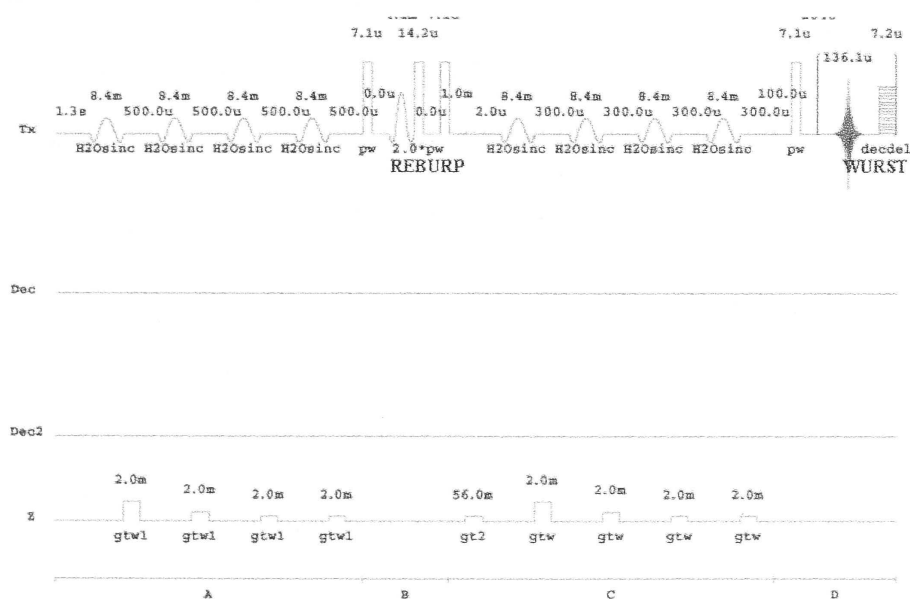 7.1u 14.2u 7.1u 7.2u
136.1u
8.4m 8.4m 8.4m 8.4m 0.0u 1.0m 8.4m 8.4m 8.4m 8.4m 100.0u
1.3s 500.0u 500.0u 500.0u 500.0u 0.0u 2.0u 300.0u 300.0u 300.0u 300.0u
Tx
H2Osinc H2Osinc H2Osinc H2Osinc pw 2.0*pw H2Osinc H2Osinc H2Osinc H2Osinc pw decdel
REBURP WURST
Dec
Dec2
2.0m 2.0m 2.0m 2.0m 56.0m 2.0m 2.0m 2.0m 2.0m
Z
gtw1 gtw1 gtw1 gtw1 gt2 gtw gtw gtw gtw
A B C D